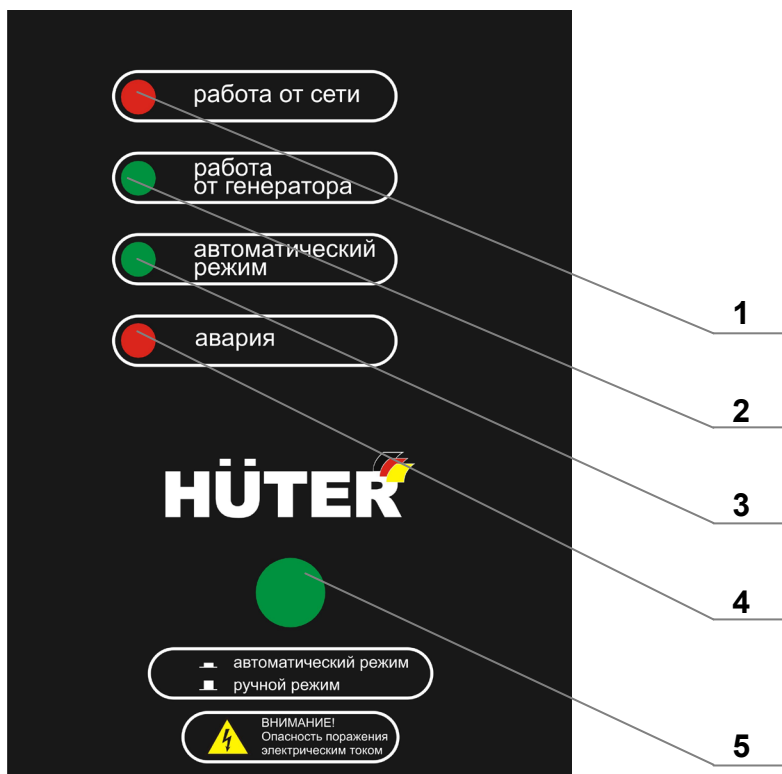 работа от сети
работа
от генератора
автоматический
режим
авария
HÜTER
автоматический режим
ручной режим
ВНИМАНИЕ!
Опасность поражения
электрическим током
1
2
3
4
5